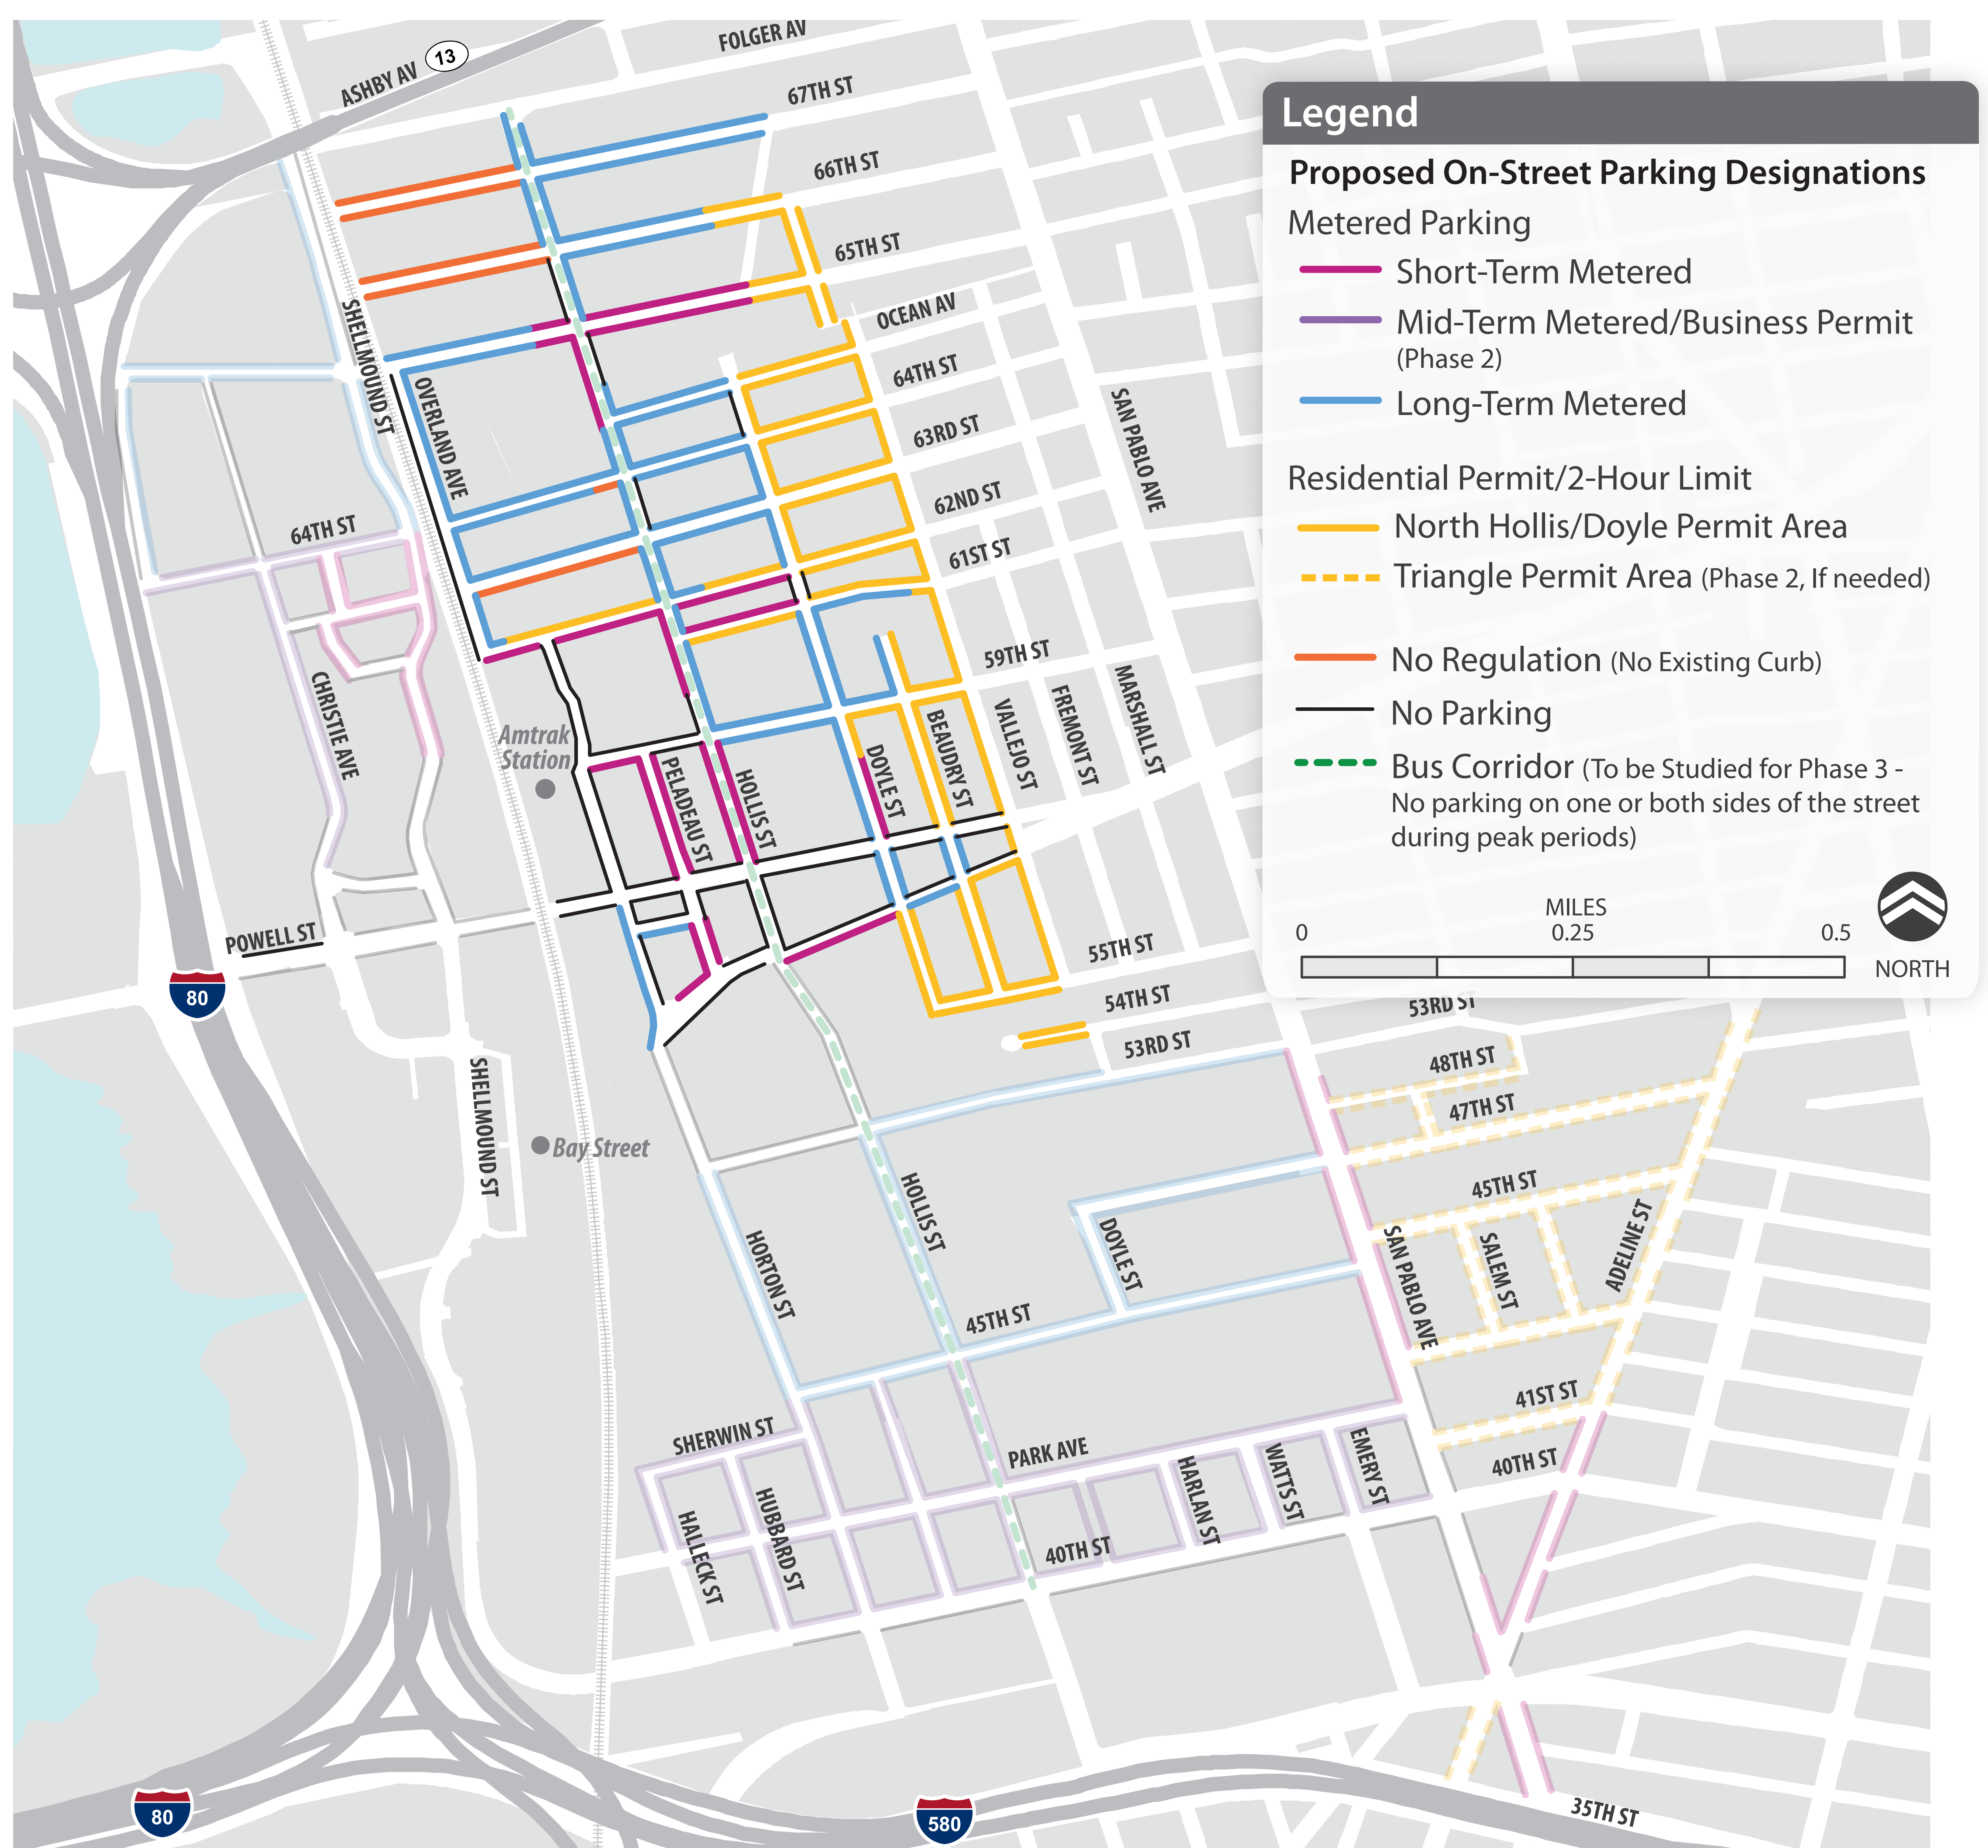 FOLGER AV
ASHBY AV
13
67TH ST
66TH ST
65TH ST
OCEAN AV
64TH ST
63RD ST
62ND ST
61ST ST
59TH ST
SHELLMOUND ST
OVERLAND AVE
SAN PABLO AVE
64TH ST
CHRISTIE AVE
Amtrak
Station
PELADEAU ST
HOLLIS ST
DOYLE ST
BEAUDRY ST
VALLEJO ST
FREMONT ST
MARSHALL ST
POWELL ST
80
55TH ST
54TH ST
53RD ST
53RD ST
48TH ST
47TH ST
45TH ST
SHELLMOUND ST
Bay Street
HORTON ST
HOLLIS ST
DOYLE ST
45TH ST
SAN PABLO AVE
SALEM ST
ADELINE ST
41ST ST
40TH ST
SHERWIN ST
PARK AVE
HALLECK ST
HUBBARD ST
HARLAN ST
WATTS ST
EMERY ST
40TH ST
80
580
35TH ST
Legend
Proposed On-Street Parking Designations
Metered Parking
Short-Term Metered
Mid-Term Metered/Business Permit
(Phase 2)
Long-Term Metered
Residential Permit/2-Hour Limit
North Hollis/Doyle Permit Area
Triangle Permit Area (Phase 2, If needed)
No Regulation (No Existing Curb)
No Parking
Bus Corridor (To be Studied for Phase 3 -
No parking on one or both sides of the street
during peak periods)
MILES
0 0.25 0.5
NORTH